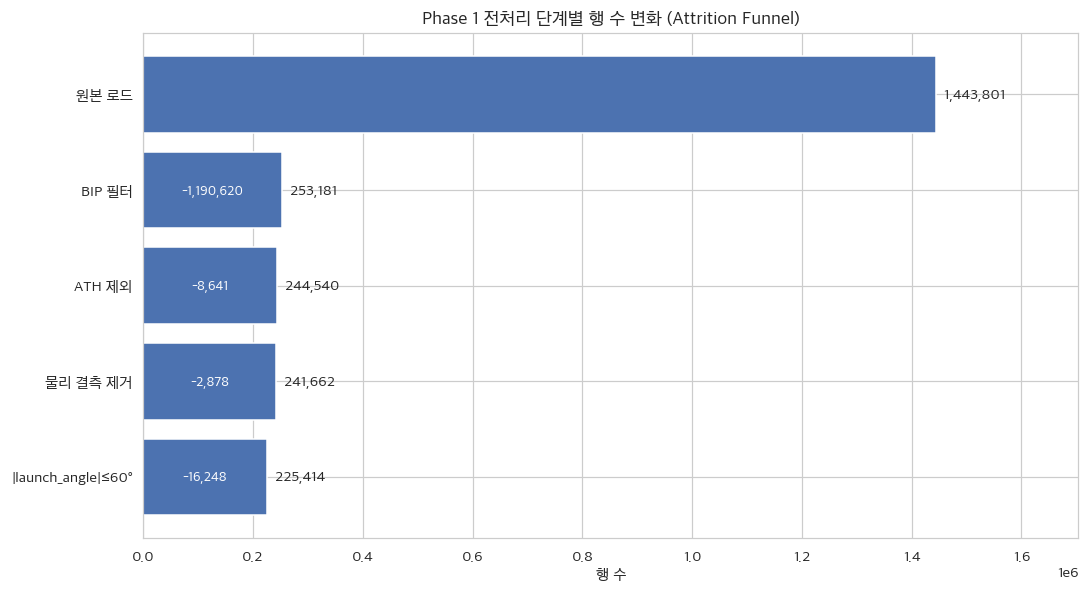 Phase 1 전처리 단계별 행 수 변화 (Attrition Funnel)
원본 로드
1,443,801
BIP 필터
-1,190,620
253,181
ATH 제외
-8,641
244,540
물리 결측 제거
-2,878
241,662
|launch_angle|≤60°
-16,248
225,414
0.0
0.2
0.4
0.6
0.8
1.0
1.2
1.4
1.6
1e6
행 수